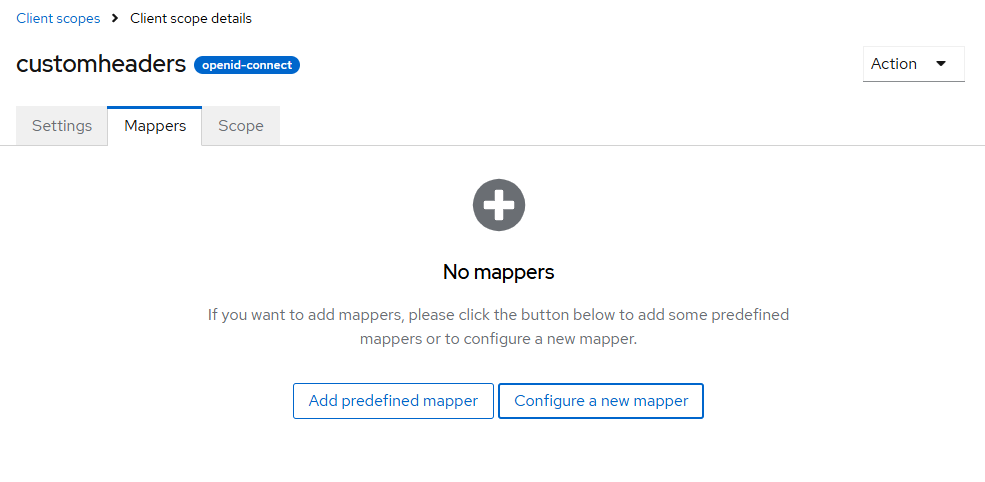 Client scopes > Client scope details
customheaders openid-connect
Action
Settings Mappers Scope
No mappers
If you want to add mappers, please click the button below to add some predefined
mappers or to configure a new mapper.
Add predefined mapper Configure a new mapper